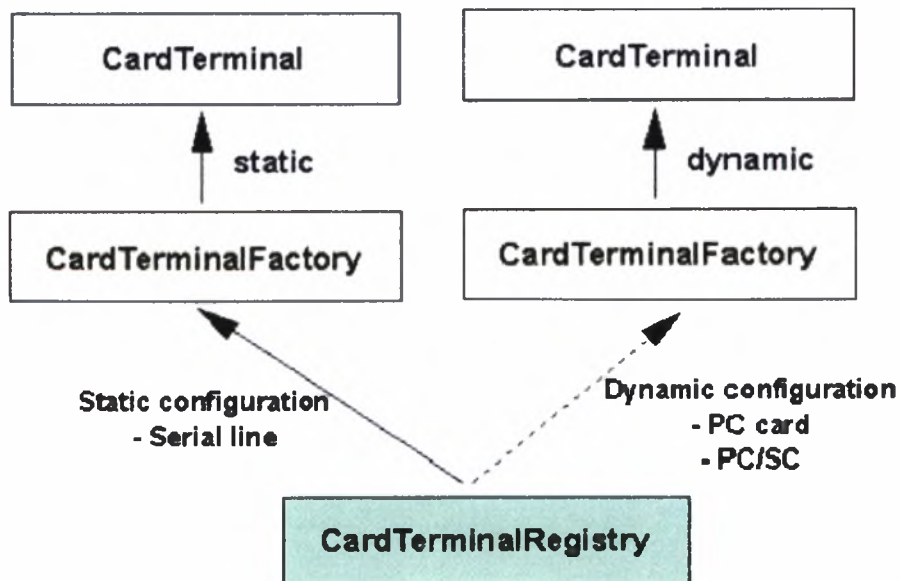 CardTerminal
CardTerminal
static
dynamic
CardTerminalFactory
CardTerminalFactory
Static configuration
- Serial line
Dynamic configuration
- PC card
- PC/SC
CardTerminalRegistry